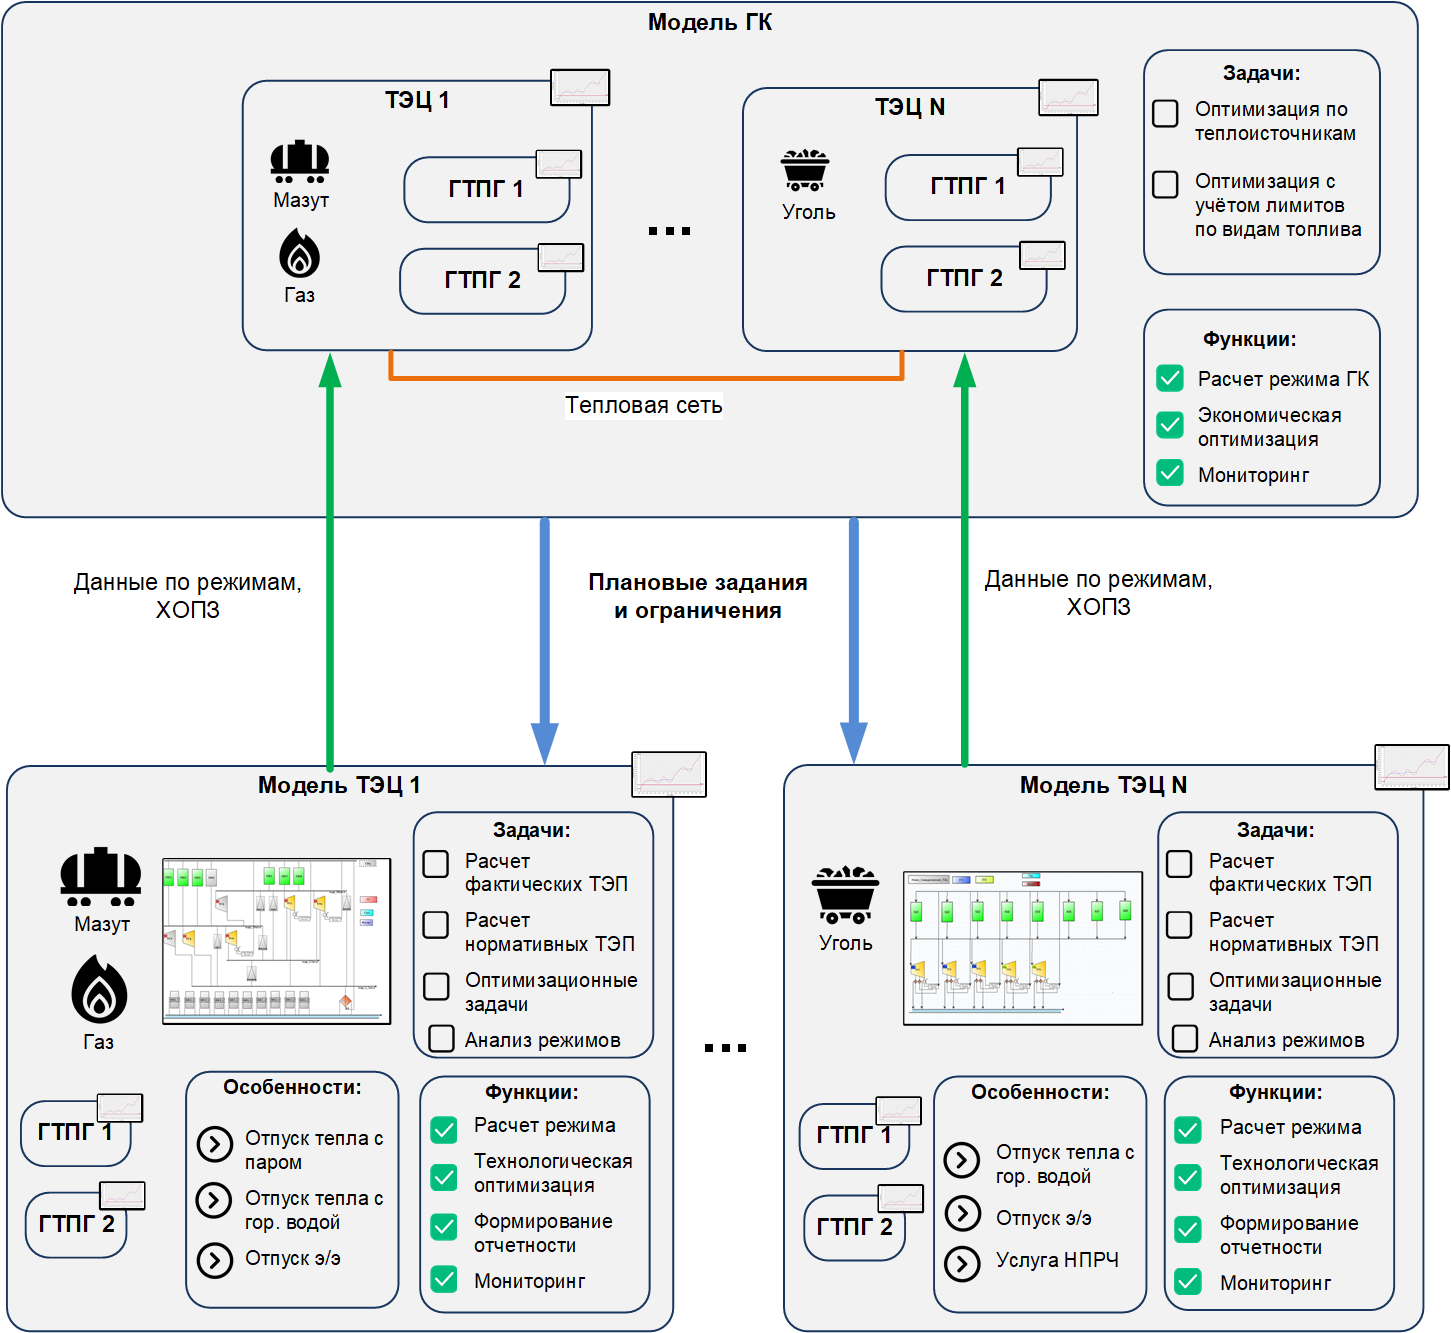 Модель ГК
ТЭЦ 1
Мазут
Газ
ГТПГ 1
ГТПГ 2
...
ТЭЦ N
Уголь
ГТПГ 1
ГТПГ 2
Тепловая сеть
Задачи:
Оптимизация по
теплоисточникам
Оптимизация с
учётом лимитов
по видам топлива
Функции:
Расчет режима ГК
Экономическая
оптимизация
Мониторинг
Данные по режимам,
ХОПЗ
Плановые задания
и ограничения
Данные по режимам,
ХОПЗ
Модель ТЭЦ 1
Мазут
Газ
Задачи:
Расчет
фактических ТЭП
Расчет
нормативных ТЭП
Оптимизационные
задачи
Анализ режимов
ГТПГ 1
ГТПГ 2
Особенности:
Отпуск тепла с
паром
Отпуск тепла с
гор. водой
Отпуск э/э
Функции:
Расчет режима
Технологическая
оптимизация
Формирование
отчетности
Мониторинг
...
Модель ТЭЦ N
Уголь
Задачи:
Расчет
фактических ТЭП
Расчет
нормативных ТЭП
Оптимизационные
задачи
Анализ режимов
ГТПГ 1
ГТПГ 2
Особенности:
Отпуск тепла с
гор. водой
Отпуск э/э
Услуга НПРЧ
Функции:
Расчет режима
Технологическая
оптимизация
Формирование
отчетности
Мониторинг